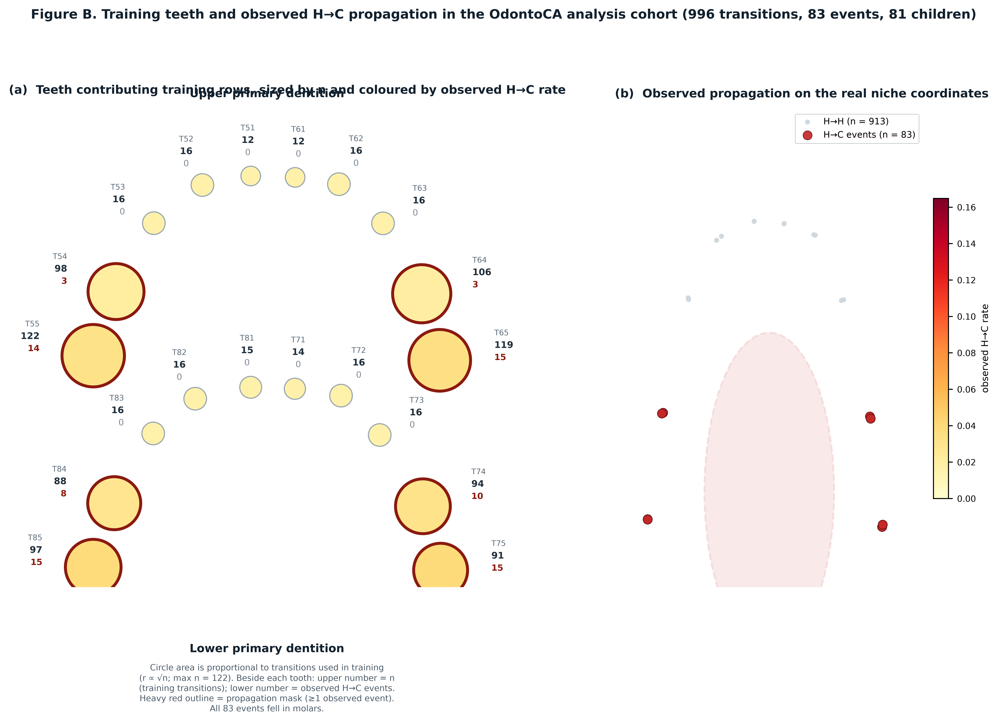 Figure B. Training teeth and observed H→C propagation in the OdontoCA analysis cohort (996 transitions, 83 events, 81 children)
(a) Teeth contributing training rows, sized by n and coloured by observed H→C rate
Upper primary dentition
T51
12
0
T61
12
0
T52
16
0
T62
16
0
T53
16
0
T63
16
0
T54
98
3
T64
106
3
T55
122
14
T65
119
15
T81
15
0
T71
14
0
T82
16
0
T72
16
0
T83
16
0
T73
16
0
T84
88
8
T74
94
10
T85
97
15
T75
91
15
Lower primary dentition
Circle area is proportional to transitions used in training
(r ∝ √n; max n = 122). Beside each tooth: upper number = n
(training transitions); lower number = observed H→C events.
Heavy red outline = propagation mask (≥1 observed event).
All 83 events fell in molars.
(b) Observed propagation on the real niche coordinates
H→H (n = 913)
H→C events (n = 83)
0.16
0.14
0.12
0.10
0.08
0.06
0.04
0.02
0.00
observed H→C rate